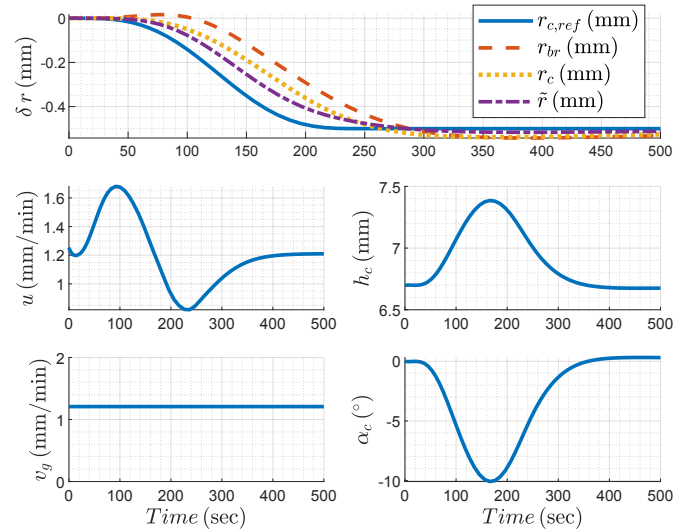 δ r (mm)
0
-0.2
-0.4
0 50 100 150 200 250 300 350 400 450 500
r_{c,ref} (mm)
r_{br} (mm)
r_c (mm)
r̃ (mm)
u (mm/min)
1.6
1.4
1.2
1
0 100 200 300 400 500
h_c (mm)
7.5
7
6.5
0 100 200 300 400 500
v_g (mm/min)
2
1
0
0 100 200 300 400 500
Time (sec)
α_c (°)
0
-5
-10
0 100 200 300 400 500
Time (sec)